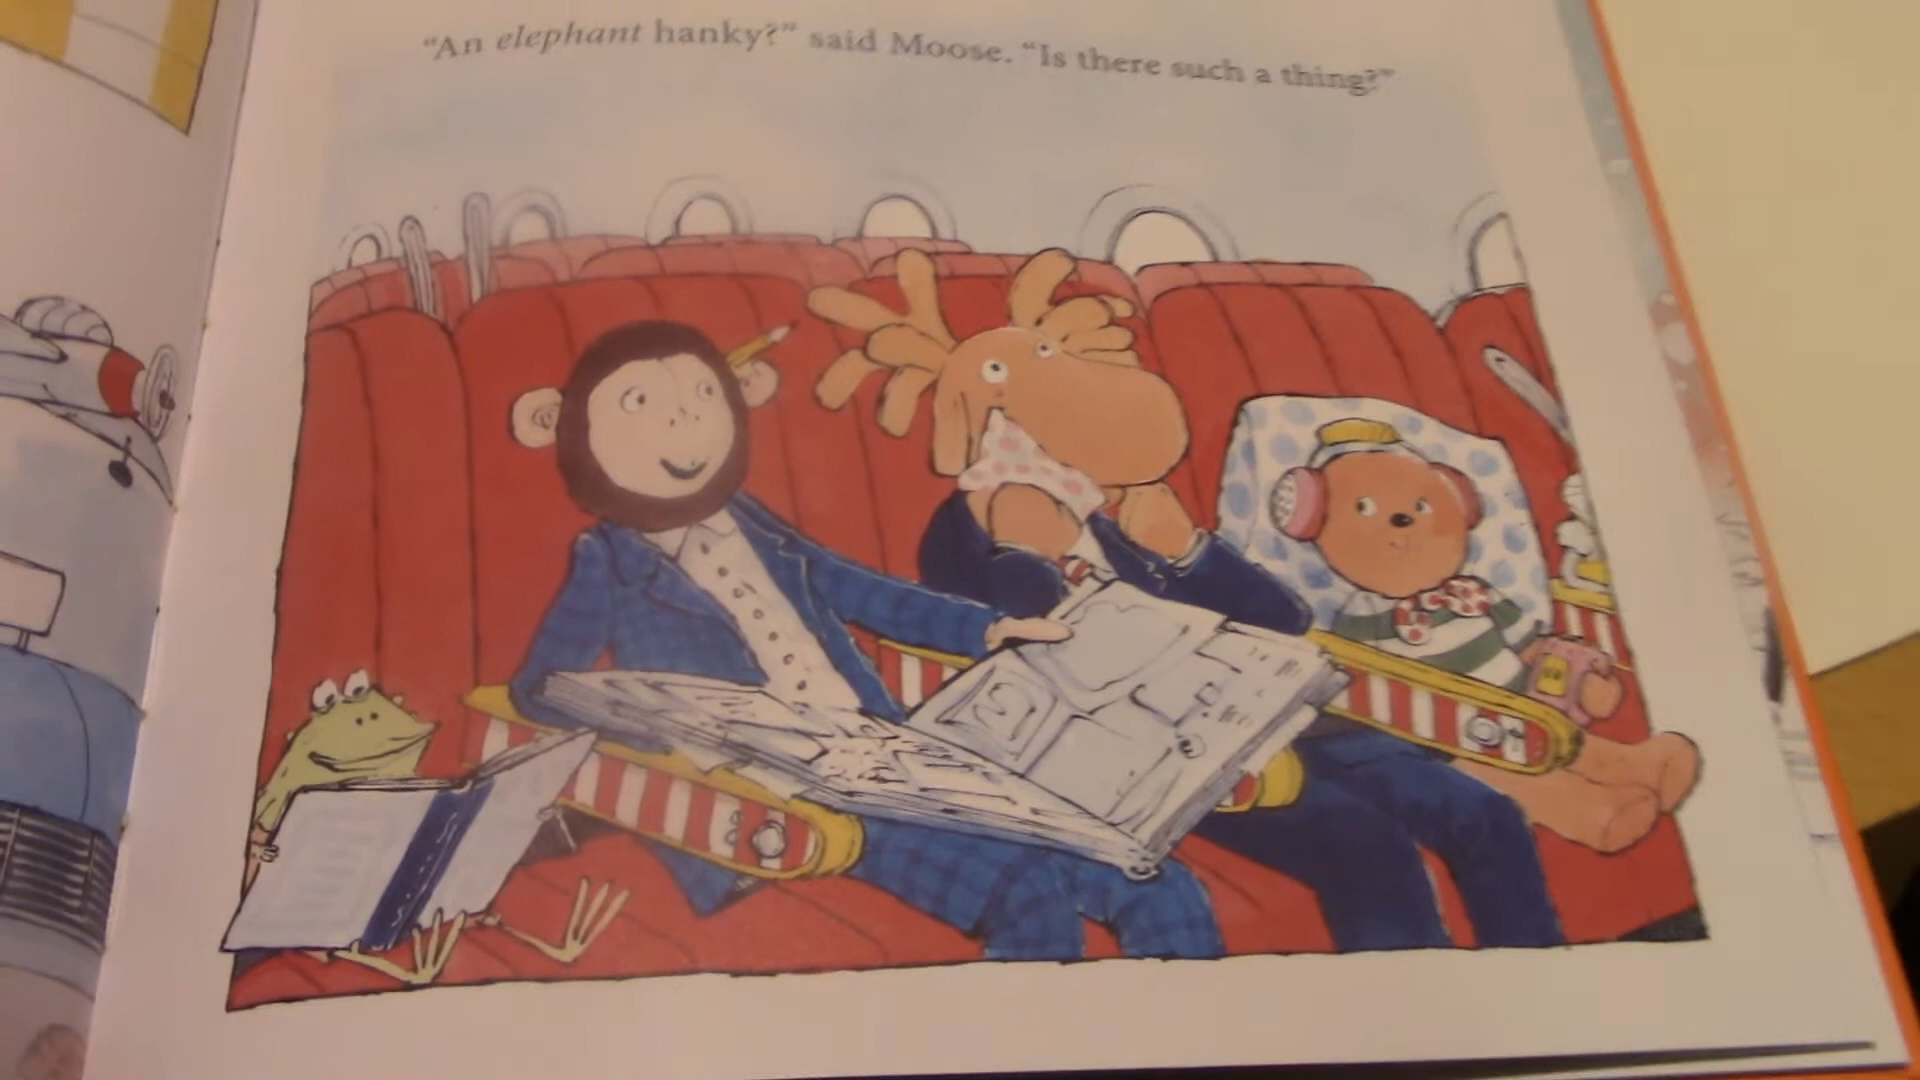 “An elephant hanky?” said Moose. “Is there such a thing?”